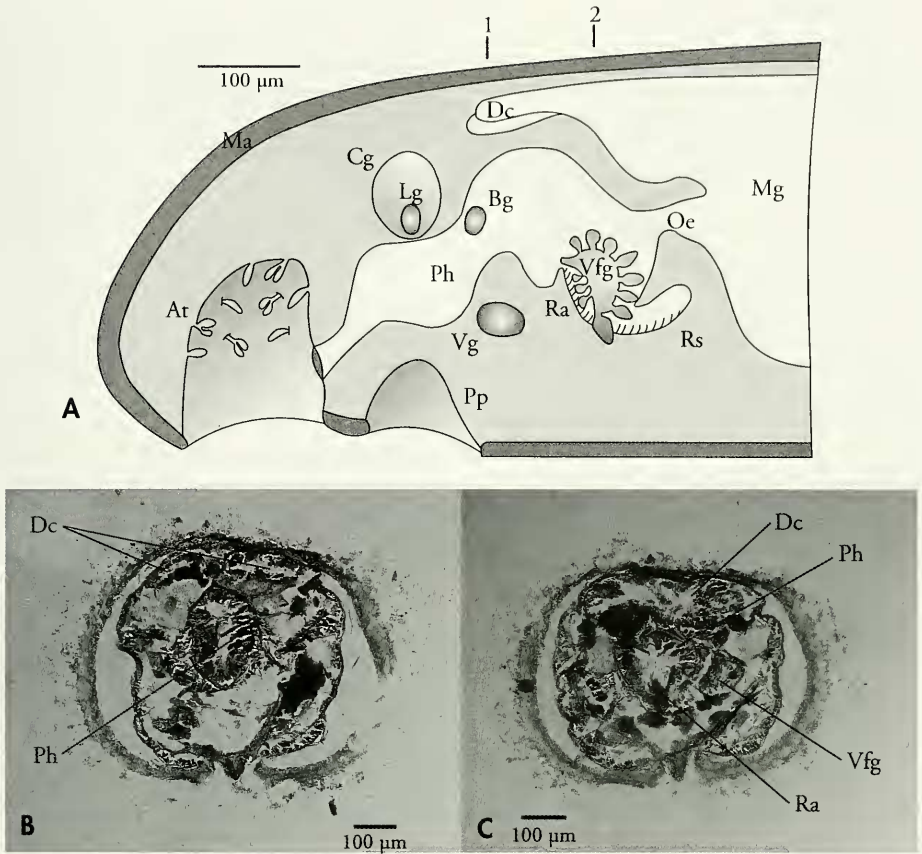 1
2
100 µm
Ma
Dc
Cg
Lg
Bg
Mg
Oe
Ph
Vfg
At
Ra
Rs
Vg
Pp
A
Dc
Ph
B
100 µm
Dc
Ph
Vfg
Ra
C
100 µm